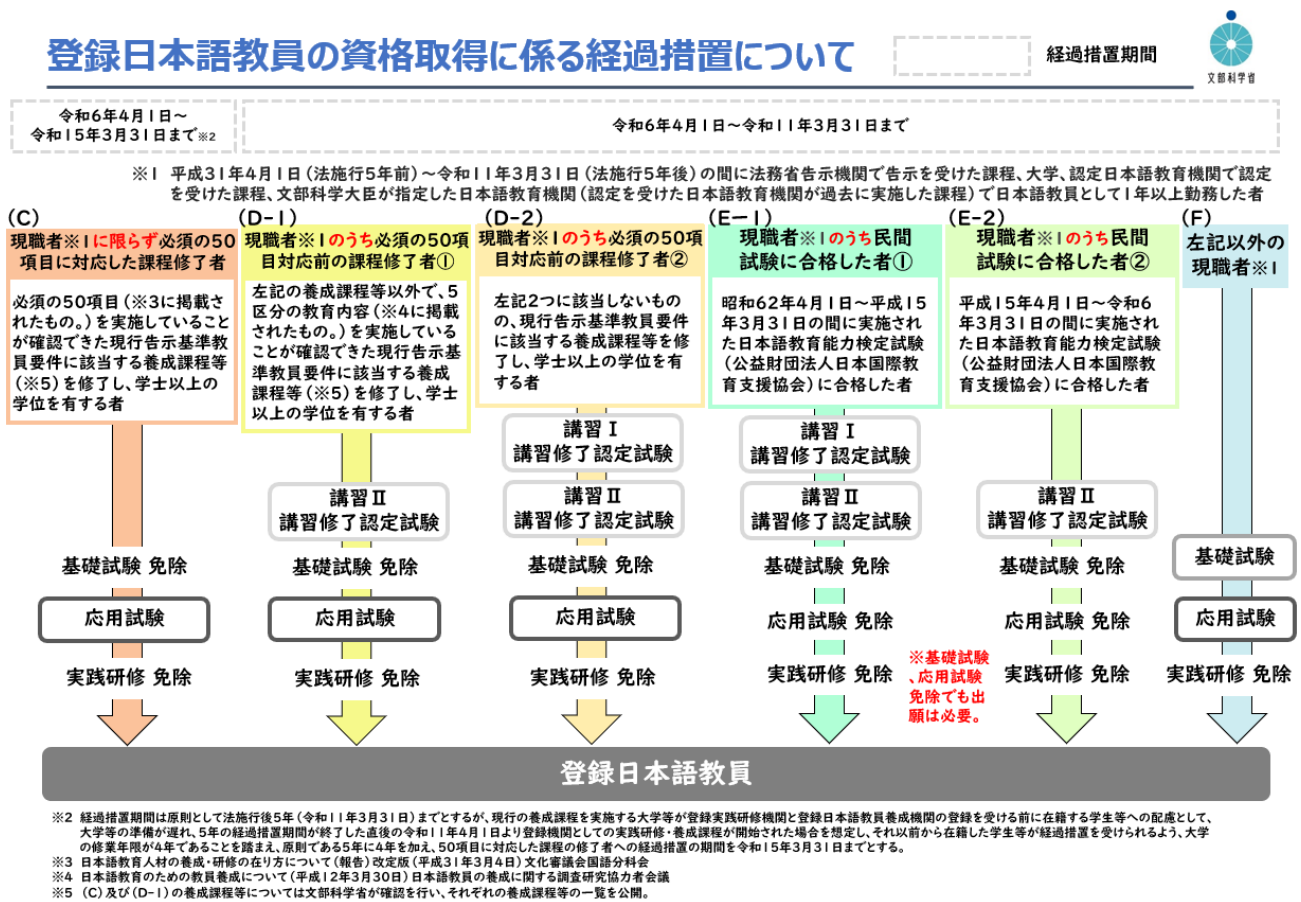 登録日本語教員の資格取得に係る経過措置について
経過措置期間
文部科学省
令和6年4月1日~
令和15年3月31日まで※2
令和6年4月1日~令和11年3月31日まで
※1 平成31年4月1日(法施行5年前)~令和11年3月31日(法施行5年後)の間に法務省告示機関で告示を受けた課程、大学、認定日本語教育機関で認定
を受けた課程、文部科学大臣が指定した日本語教育機関(認定を受けた日本語教育機関が過去に実施した課程)で日本語教員として1年以上勤務した者
(C)
現職者※1に限らず必須の50
項目に対応した課程修了者
必須の50項目(※3に掲載さ
れたもの。)を実施していること
が確認できた現行告示基準教
員要件に該当する養成課程等
(※5)を修了し、学士以上の
学位を有する者
基礎試験 免除
応用試験
実践研修 免除
(D-1)
現職者※1のうち必須の50項
目対応前の課程修了者①
左記の養成課程等以外で、5
区分の教育内容(※4に掲載
されたもの。)を実施している
ことが確認できた現行告示基
準教員要件に該当する養成
課程等(※5)を修了し、学士
以上の学位を有する者
講習Ⅱ
講習修了認定試験
基礎試験 免除
応用試験
実践研修 免除
(D-2)
現職者※1のうち必須の50項
目対応前の課程修了者②
左記2つに該当しないもの
の、現行告示基準教員要件
に該当する養成課程等を修
了し、学士以上の学位を有
する者
講習Ⅰ
講習修了認定試験
講習Ⅱ
講習修了認定試験
基礎試験 免除
応用試験
実践研修 免除
(E-1)
現職者※1のうち民間
試験に合格した者①
昭和62年4月1日~平成15
年3月31日の間に実施され
た日本語教育能力検定試験
(公益財団法人日本国際教
育支援協会)に合格した者
講習Ⅰ
講習修了認定試験
講習Ⅱ
講習修了認定試験
基礎試験 免除
応用試験 免除
実践研修 免除
※基礎試験
、応用試験
免除でも出
願は必要。
(E-2)
現職者※1のうち民間
試験に合格した者②
平成15年4月1日~令和6
年3月31日の間に実施され
た日本語教育能力検定試験
(公益財団法人日本国際教
育支援協会)に合格した者
講習Ⅱ
講習修了認定試験
基礎試験 免除
応用試験 免除
実践研修 免除
(F)
左記以外の
現職者※1
基礎試験
応用試験
実践研修 免除
登録日本語教員
※2 経過措置期間は原則として法施行後5年(令和11年3月31日)までとするが、現行の養成課程を実施する大学等が登録実践研修機関と登録日本語教員養成機関の登録を受ける前に在籍する学生等への配慮として、
大学等の準備が遅れ、5年の経過措置期間が終了した直後の令和11年4月1日より登録機関としての実践研修・養成課程が開始された場合を想定し、それ以前から在籍した学生等が経過措置を受けられるよう、大学
の修業年限が4年であることを踏まえ、原則である5年に4年を加え、50項目に対応した課程の修了者への経過措置の期間を令和15年3月31日までとする。
※3 日本語教育人材の養成・研修の在り方について(報告)改定版(平成31年3月4日)文化審議会国語分科会
※4 日本語教育のための教員養成について(平成12年3月30日)日本語教員の養成に関する調査研究協力者会議
※5 (C)及び(D-1)の養成課程等については文部科学省が確認を行い、それぞれの養成課程等の一覧を公開。